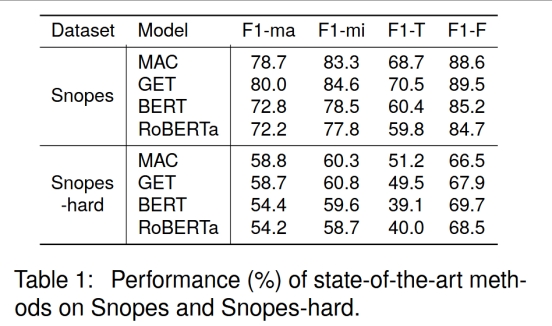 Dataset Model F1-ma F1-mi F1-T F1-F
Snopes
MAC 78.7 83.3 68.7 88.6
GET 80.0 84.6 70.5 89.5
BERT 72.8 78.5 60.4 85.2
RoBERTa 72.2 77.8 59.8 84.7
Snopes
-hard
MAC 58.8 60.3 51.2 66.5
GET 58.7 60.8 49.5 67.9
BERT 54.4 59.6 39.1 69.7
RoBERTa 54.2 58.7 40.0 68.5
Table 1: Performance (%) of state-of-the-art meth-
ods on Snopes and Snopes-hard.